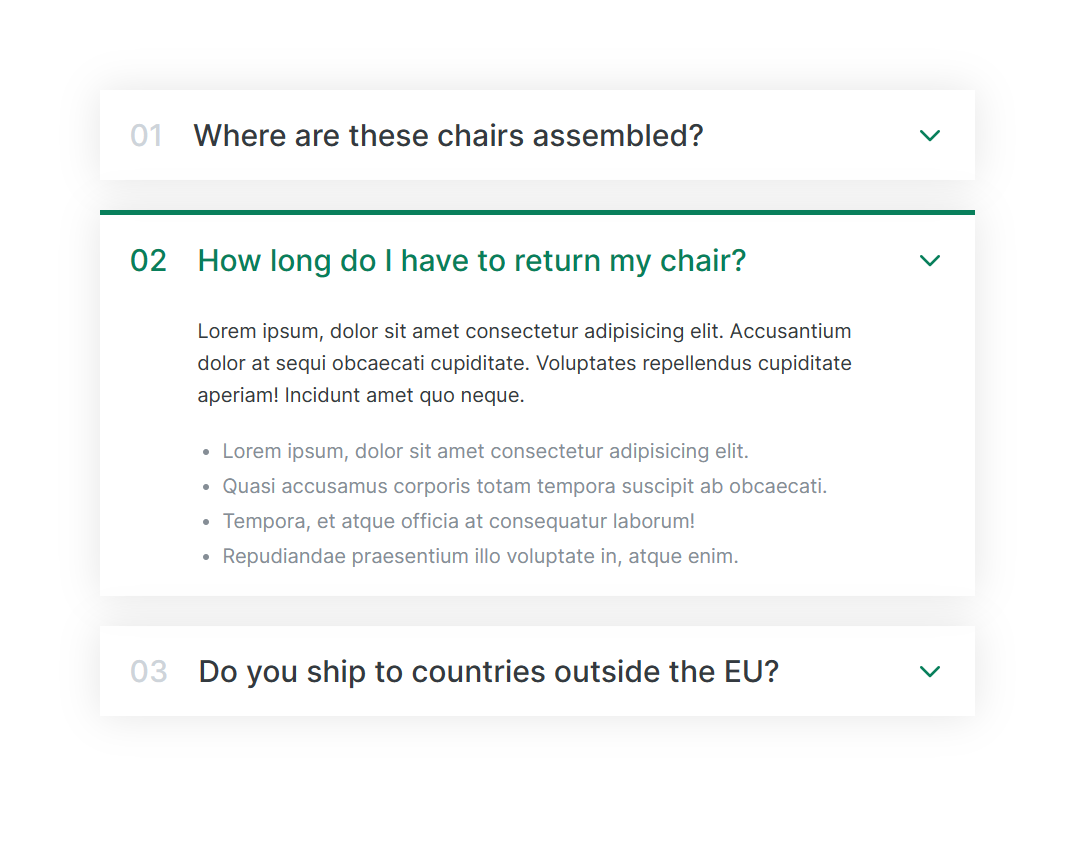 01 Where are these chairs assembled?
02 How long do I have to return my chair?
Lorem ipsum, dolor sit amet consectetur adipisicing elit. Accusantium
dolor at sequi obcaecati cupiditate. Voluptates repellendus cupiditate
aperiam! Incidunt amet quo neque.
• Lorem ipsum, dolor sit amet consectetur adipisicing elit.
• Quasi accusamus corporis totam tempora suscipit ab obcaecati.
• Tempora, et atque officia at consequatur laborum!
• Repudiandae praesentium illo voluptate in, atque enim.
03 Do you ship to countries outside the EU?